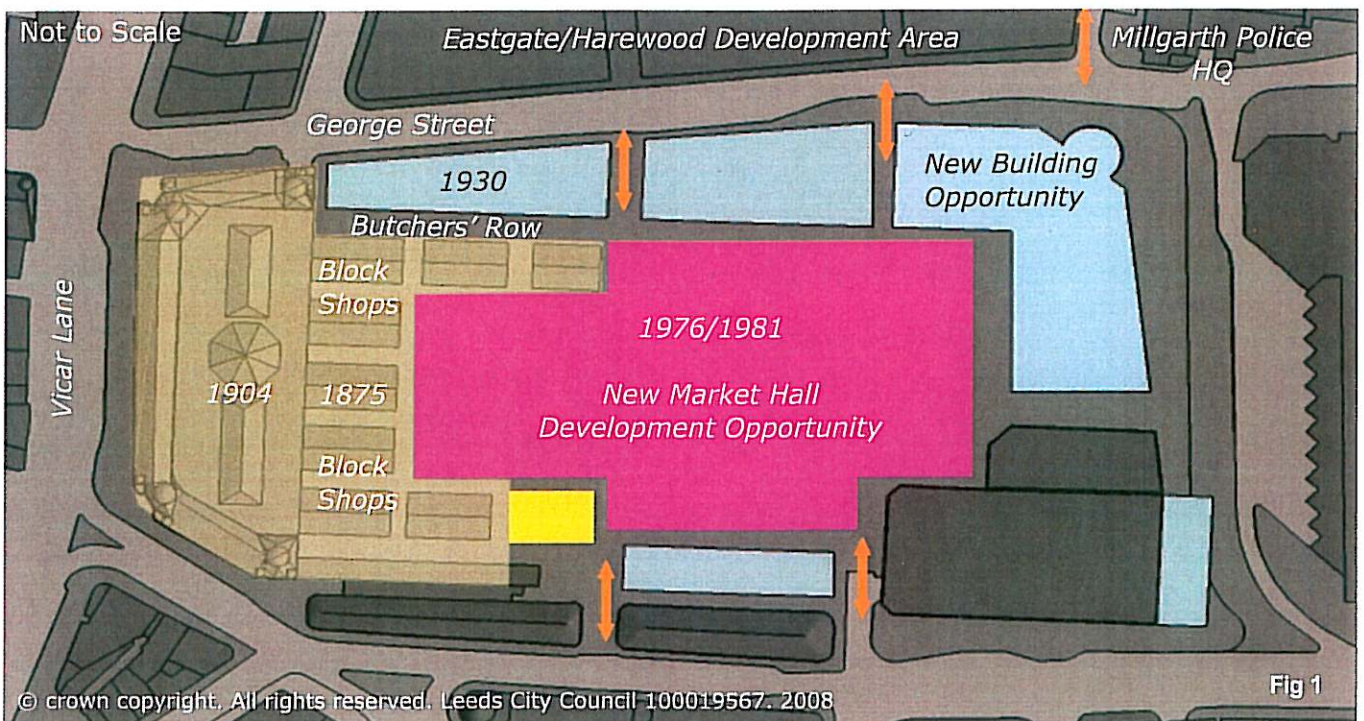 Not to Scale
Eastgate/Harewood Development Area
Millgarth Police
HQ
George Street
1930
New Building
Opportunity
Butchers' Row
Block
Shops
Vicar Lane
1976/1981
1904
1875
New Market Hall
Development Opportunity
Block
Shops
© crown copyright. All rights reserved. Leeds City Council 100019567. 2008
Fig 1